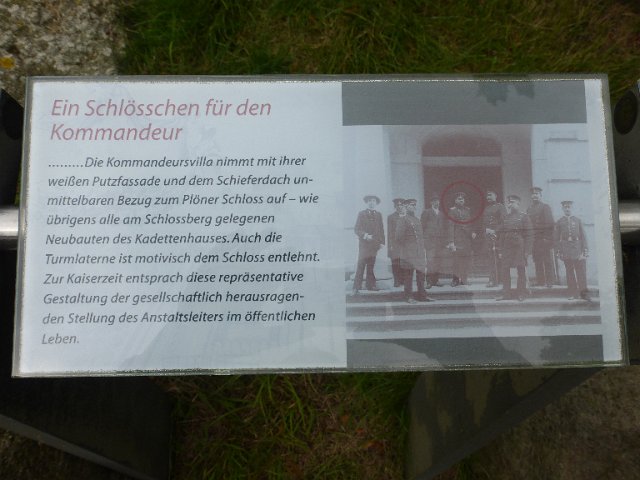 Ein Schlösschen für den
Kommandeur
.........Die Kommandeursvilla nimmt mit ihrer
weißen Putzfassade und dem Schieferdach un-
mittelbaren Bezug zum Plöner Schloss auf – wie
übrigens alle am Schlossberg gelegenen
Neubauten des Kadettenhauses. Auch die
Turmlaterne ist motivisch dem Schloss entlehnt.
Zur Kaiserzeit entsprach diese repräsentative
Gestaltung der gesellschaftlich herausragen-
den Stellung des Anstaltsleiters im öffentlichen
Leben.